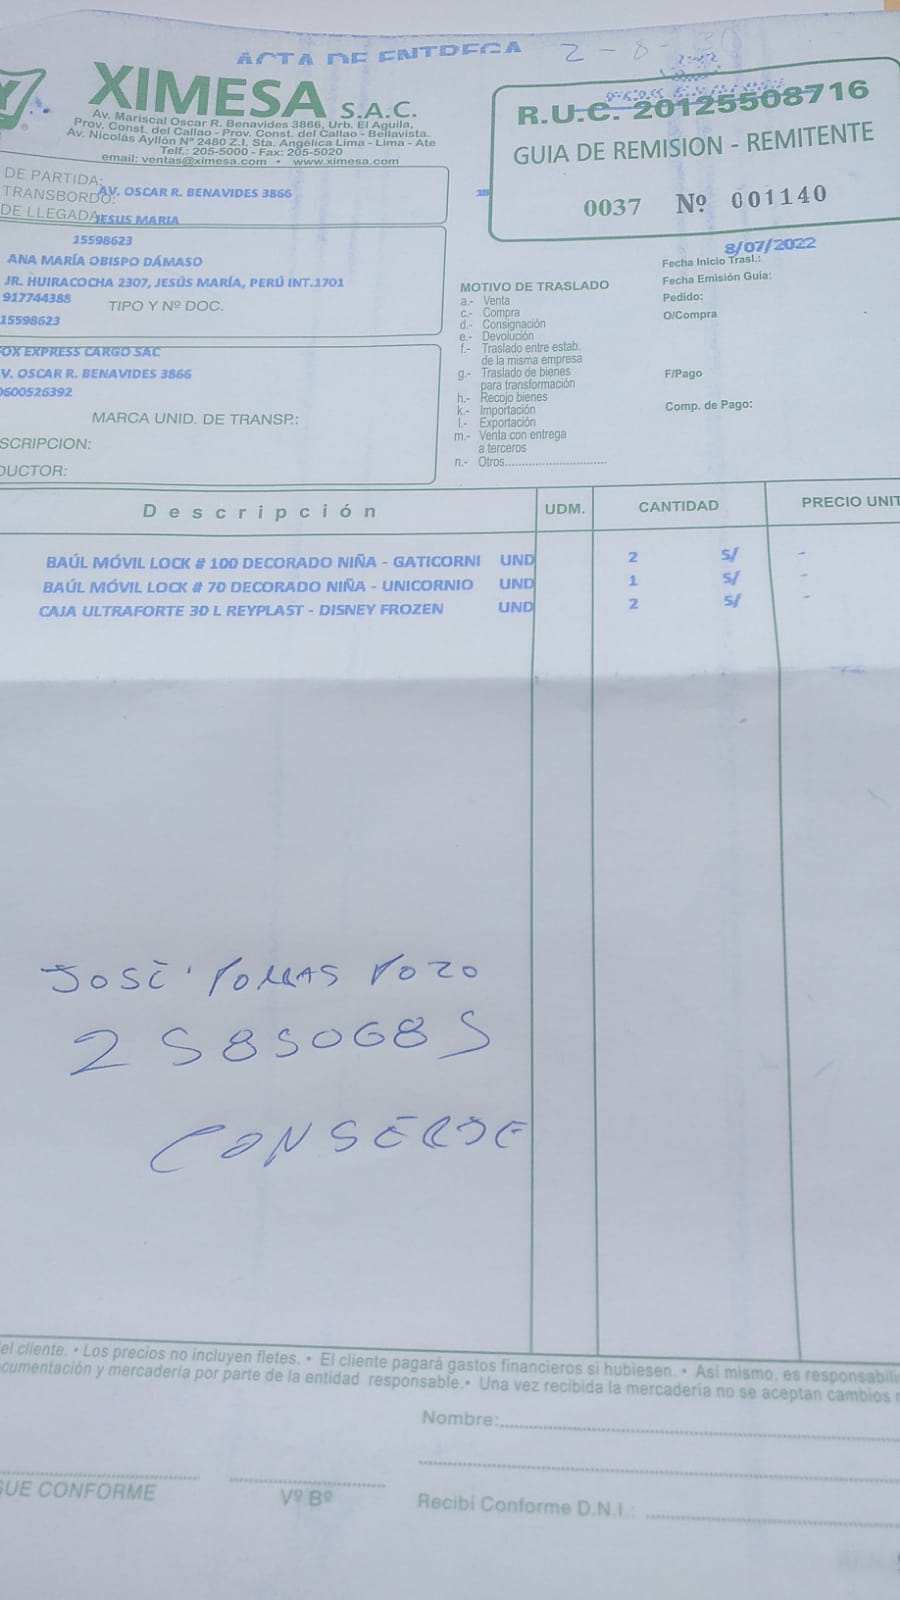 ACTA DE ENTREGA
2-8-
XIMESA S.A.C.
Av. Mariscal Oscar R. Benavides 3866, Urb. El Aguila,
Prov. Const. del Callao - Prov. Const. del Callao - Bellavista.
Av. Nicolás Ayllón Nº 2480 Z.I. Sta. Angélica Lima - Lima - Ate
Telf.: 205-5000 - Fax: 205-5020
email: ventas@ximesa.com • www.ximesa.com
R.U.C. 20125508716
GUIA DE REMISION - REMITENTE
0037 Nº 001140
DE PARTIDA:
TRANSBORDO: AV. OSCAR R. BENAVIDES 3866
DE LLEGADA JESUS MARIA
15598623
ANA MARÍA OBISPO DÁMASO
JR. HUIRACOCHA 2307, JESÚS MARÍA, PERÚ INT.1701
917744388 TIPO Y Nº DOC.
15598623
OX EXPRESS CARGO SAC
V. OSCAR R. BENAVIDES 3866
0600526392
MARCA UNID. DE TRANSP.:
SCRIPCION:
DUCTOR:
MOTIVO DE TRASLADO
a.- Venta
c.- Compra
d.- Consignación
e.- Devolución
f.- Traslado entre estab.
de la misma empresa
g.- Traslado de bienes
para transformación
h.- Recojo bienes
k.- Importación
l.- Exportación
m.- Venta con entrega
a terceros
n.- Otros..............................
8/07/2022
Fecha Inicio Trasl.:
Fecha Emisión Guia:
Pedido:
O/Compra
F/Pago
Comp. de Pago:
Descripción UDM. CANTIDAD PRECIO UNIT
BAÚL MÓVIL LOCK # 100 DECORADO NIÑA - GATICORNI UND 2 S/ -
BAÚL MÓVIL LOCK # 70 DECORADO NIÑA - UNICORNIO UND 1 S/ -
CAJA ULTRAFORTE 30 L REYPLAST - DISNEY FROZEN UND 2 S/ -
JOSÉ POZO
25850685
CONSERJE
el cliente. • Los precios no incluyen fletes. • El cliente pagará gastos financieros si hubiesen. • Asi mismo, es responsabili
cumentación y mercadería por parte de la entidad responsable. • Una vez recibida la mercadería no se aceptan cambios
Nombre:
GUE CONFORME
Vº Bº
Recibí Conforme D.N.I.: